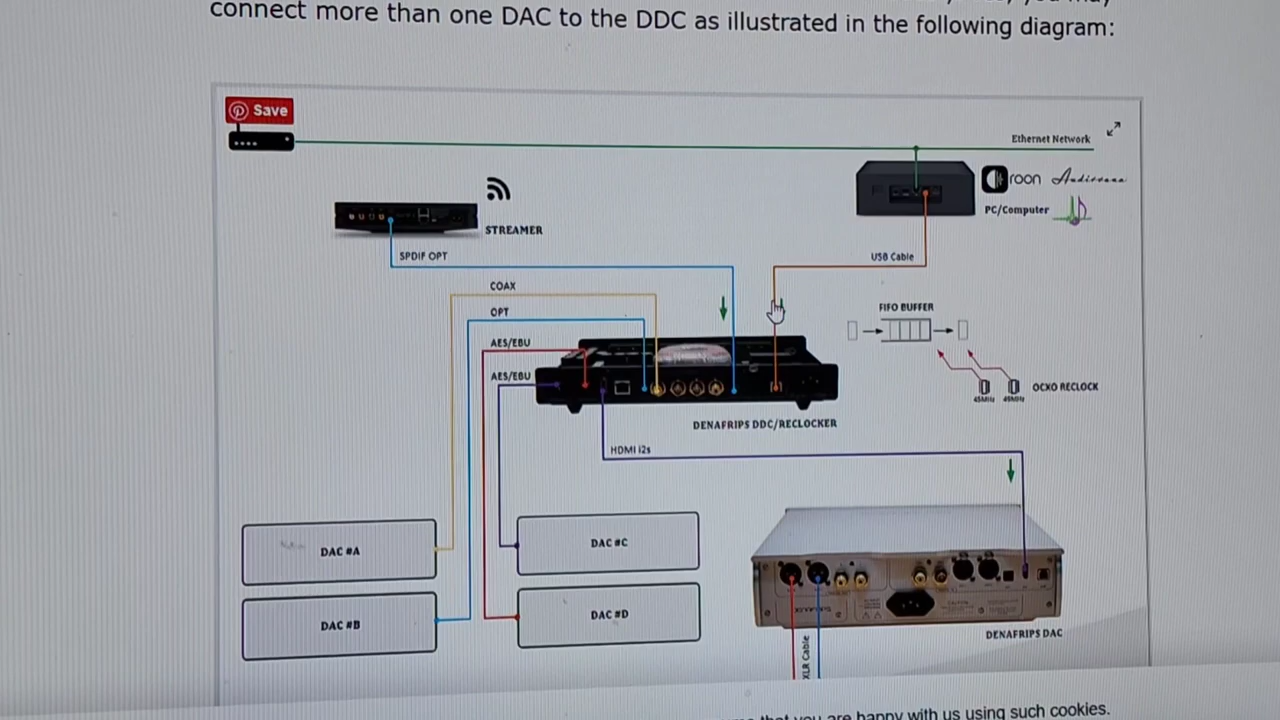 connect more than one DAC to the DDC as illustrated in the following diagram:
Save
Ethernet Network
roon Audirvana
PC/Computer
STREAMER
SPDIF OPT
USB Cable
COAX
FIFO BUFFER
OPT
AES/EBU
AES/EBU
OCXO RECLOCK
45MHz 49MHz
DENAFRIPS DDC/RECLOCKER
HDMI i2s
DAC #A
DAC #C
DAC #B
DAC #D
DENAFRIPS DAC
XLR Cable
that you are happy with us using such cookies.